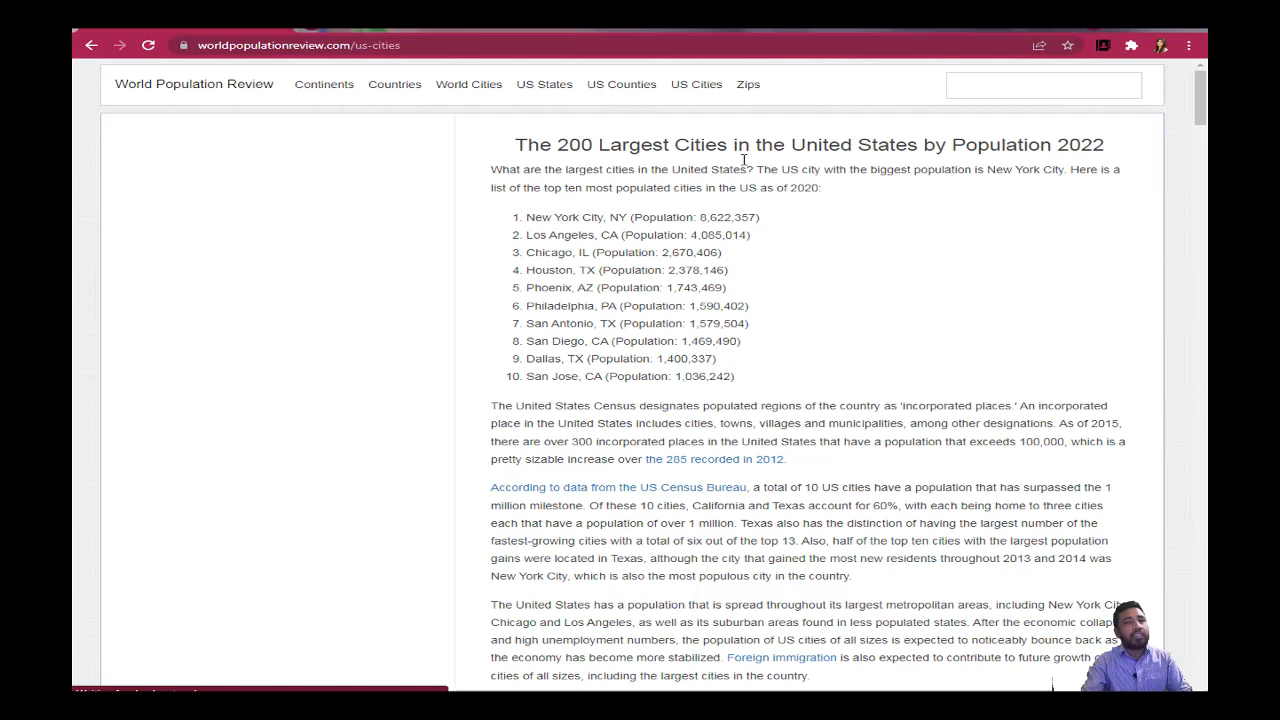 worldpopulationreview.com/us-cities
World Population Review Continents Countries World Cities US States US Counties US Cities Zips
The 200 Largest Cities in the United States by Population 2022
What are the largest cities in the United States? The US city with the biggest population is New York City. Here is a
list of the top ten most populated cities in the US as of 2020:
1. New York City, NY (Population: 8,622,357)
2. Los Angeles, CA (Population: 4,085,014)
3. Chicago, IL (Population: 2,670,406)
4. Houston, TX (Population: 2,378,146)
5. Phoenix, AZ (Population: 1,743,469)
6. Philadelphia, PA (Population: 1,590,402)
7. San Antonio, TX (Population: 1,579,504)
8. San Diego, CA (Population: 1,469,490)
9. Dallas, TX (Population: 1,400,337)
10. San Jose, CA (Population: 1,036,242)
The United States Census designates populated regions of the country as 'incorporated places.' An incorporated
place in the United States includes cities, towns, villages and municipalities, among other designations. As of 2015,
there are over 300 incorporated places in the United States that have a population that exceeds 100,000, which is a
pretty sizable increase over the 285 recorded in 2012.
According to data from the US Census Bureau, a total of 10 US cities have a population that has surpassed the 1
million milestone. Of these 10 cities, California and Texas account for 60%, with each being home to three cities
each that have a population of over 1 million. Texas also has the distinction of having the largest number of the
fastest-growing cities with a total of six out of the top 13. Also, half of the top ten cities with the largest population
gains were located in Texas, although the city that gained the most new residents throughout 2013 and 2014 was
New York City, which is also the most populous city in the country.
The United States has a population that is spread throughout its largest metropolitan areas, including New York City
Chicago and Los Angeles, as well as its suburban areas found in less populated states. After the economic collap
and high unemployment numbers, the population of US cities of all sizes is expected to noticeably bounce back as
the economy has become more stabilized. Foreign immigration is also expected to contribute to future growth
cities of all sizes, including the largest cities in the country.